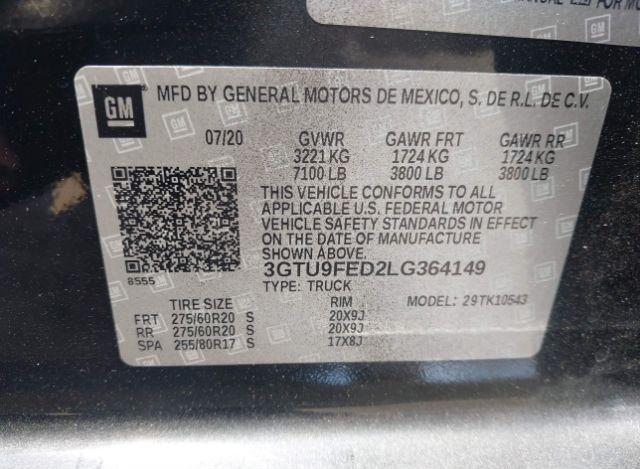 MANUAL
FOR MO
GM
MFD BY GENERAL MOTORS DE MEXICO, S. DE R.L. DE C.V.
07/20 GVWR GAWR FRT GAWR RR
3221 KG 1724 KG 1724 KG
7100 LB 3800 LB 3800 LB
THIS VEHICLE CONFORMS TO ALL
APPLICABLE U.S. FEDERAL MOTOR
VEHICLE SAFETY STANDARDS IN EFFECT
ON THE DATE OF MANUFACTURE
SHOWN ABOVE.
3GTU9FED2LG364149
8555
TYPE: TRUCK MODEL: 29TK10543
TIRE SIZE RIM
FRT 275/60R20 S 20X9J
RR 275/60R20 S 20X9J
SPA 255/80R17 S 17X8J